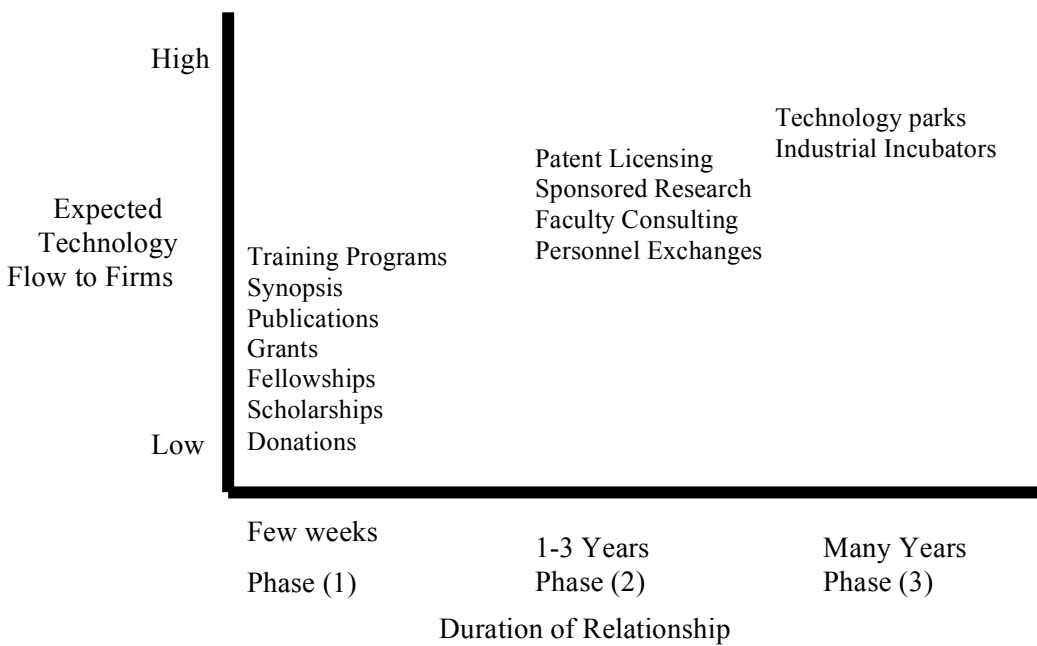 High
Expected
Technology
Flow to Firms
Low
Training Programs
Synopsis
Publications
Grants
Fellowships
Scholarships
Donations
Patent Licensing
Sponsored Research
Faculty Consulting
Personnel Exchanges
Technology parks
Industrial Incubators
Few weeks
Phase (1)
1-3 Years
Phase (2)
Many Years
Phase (3)
Duration of Relationship